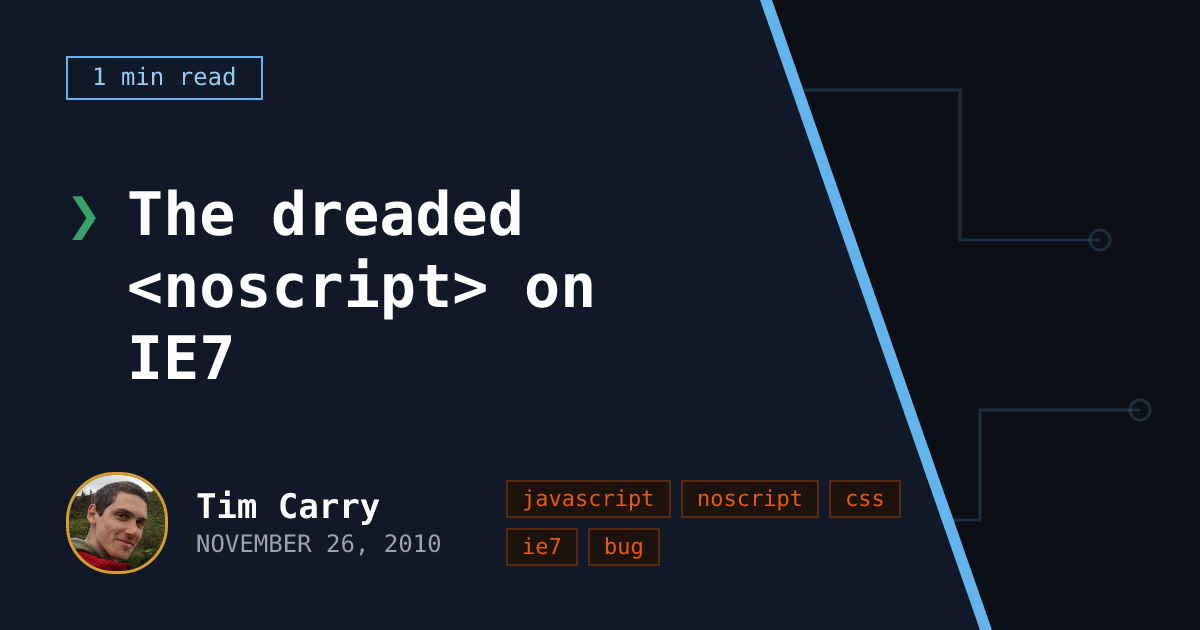 1 min read
❯ The dreaded
<noscript> on
IE7
Tim Carry
NOVEMBER 26, 2010
javascript noscript css
ie7 bug